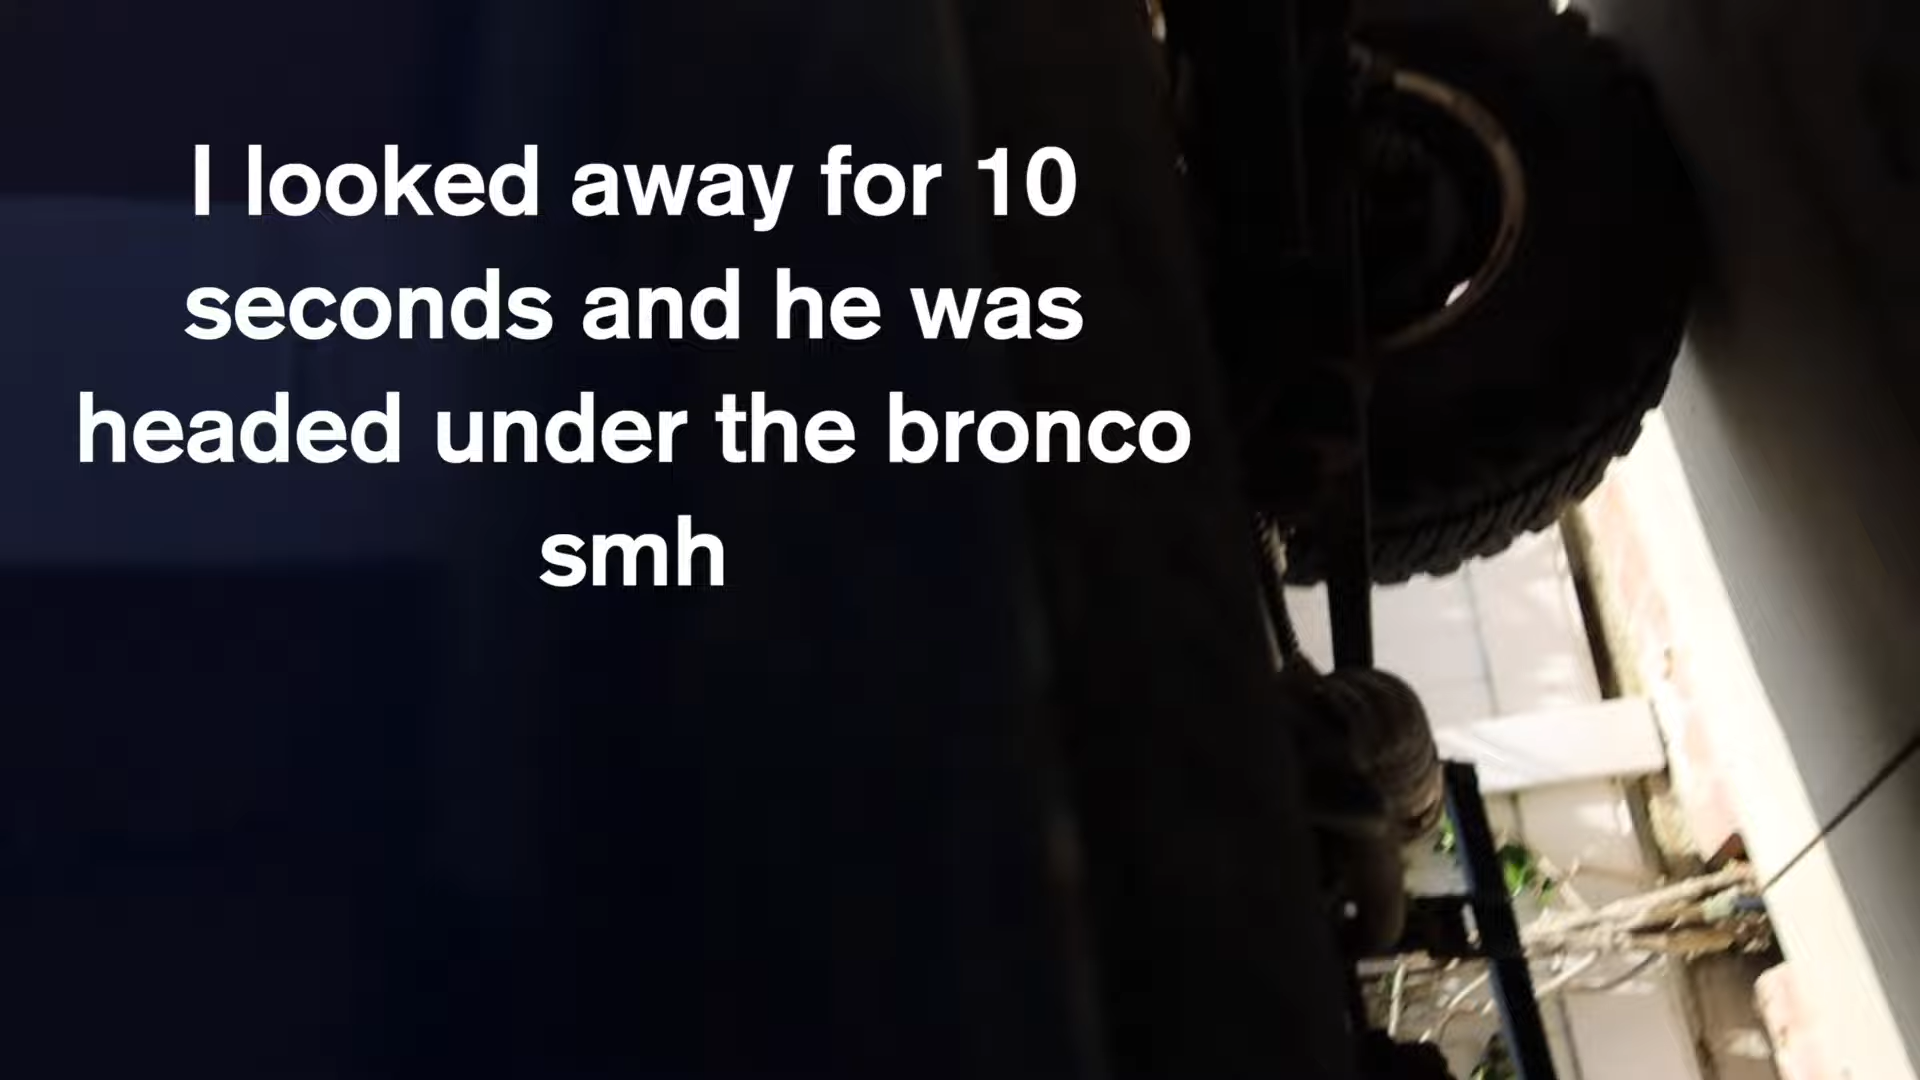 I looked away for 10
seconds and he was
headed under the bronco
smh